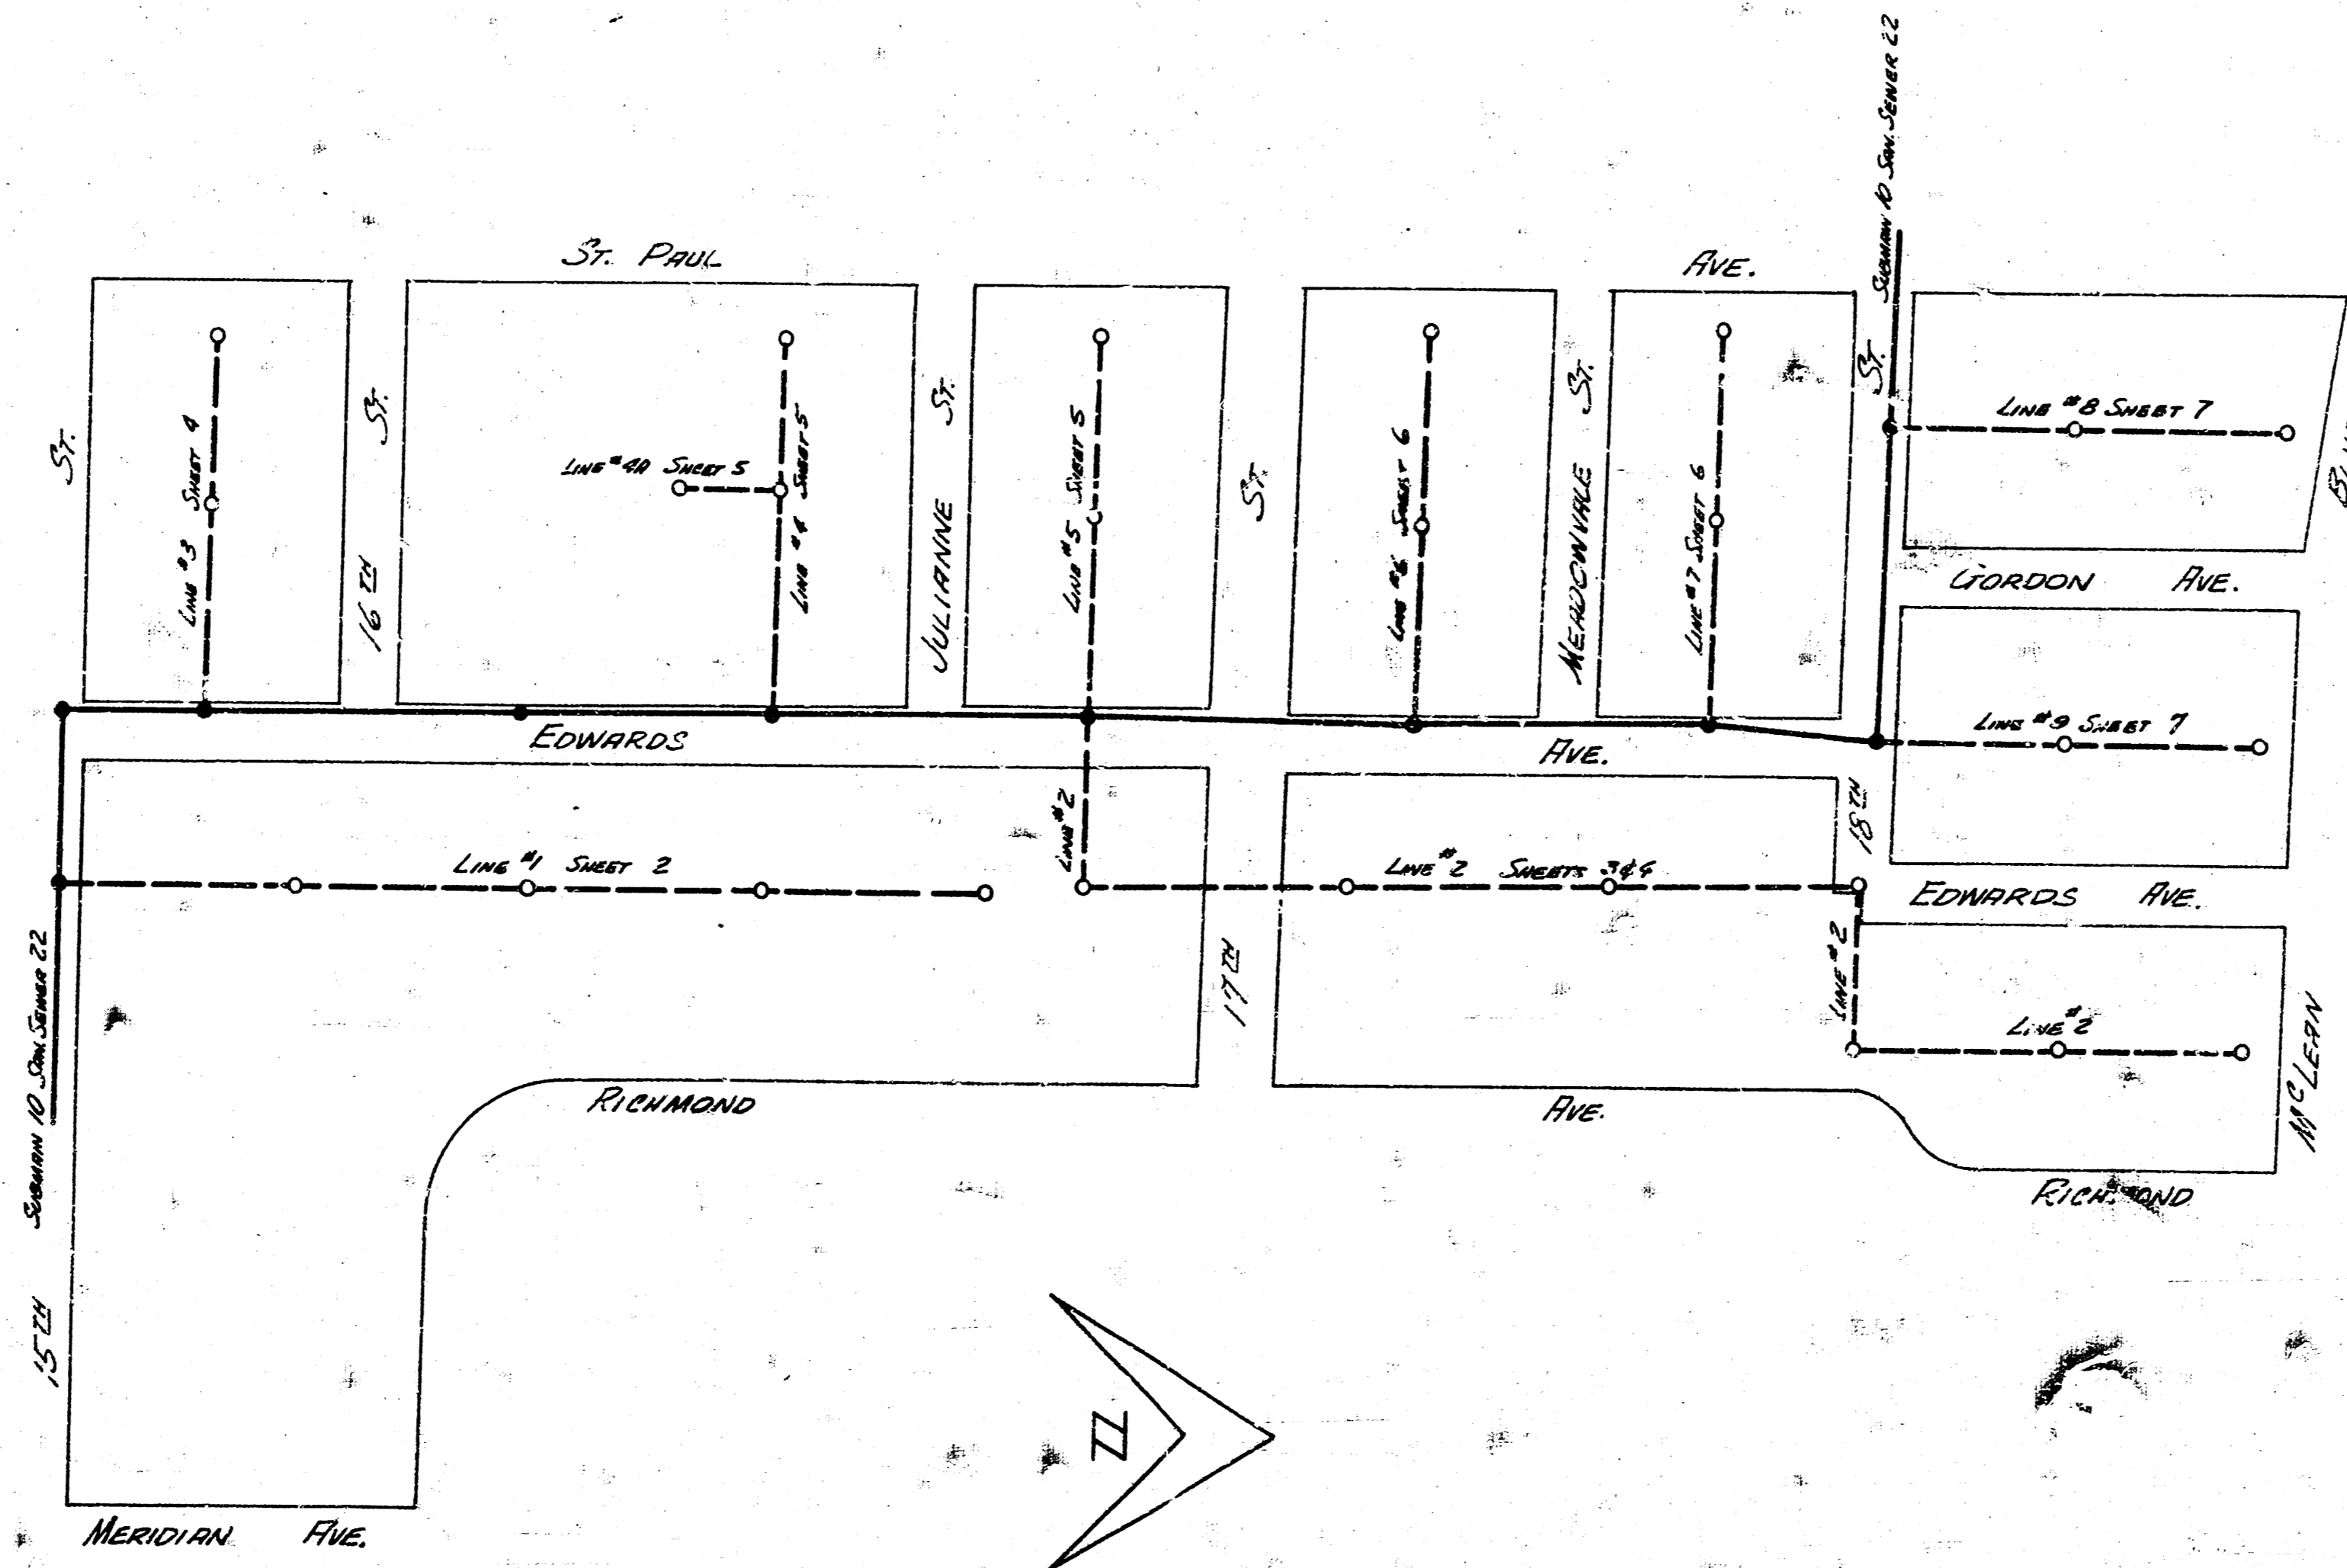 SUBMAIN 10 SAN. SEWER 22
ST. PAUL AVE.
ST.
LINE #3 SHEET 4
16TH ST.
LINE #4A SHEET 5
LINE #4 SHEET 5
JULIANNE ST.
LINE #5 SHEET 5
ST.
LINE #6 SHEET 6
MEADOWVALE ST.
LINE #7 SHEET 6
ST.
LINE #8 SHEET 7
GORDON AVE.
LINE #9 SHEET 7
EDWARDS AVE.
18TH
LINE #2
LINE #1 SHEET 2
LINE #2 SHEETS 3&4
EDWARDS AVE.
LINE #2
LINE #2
17TH
MCLEAN
SUBMAIN 10 SAN. SEWER 22
RICHMOND AVE.
RICHMOND
15TH
N
MERIDIAN AVE.